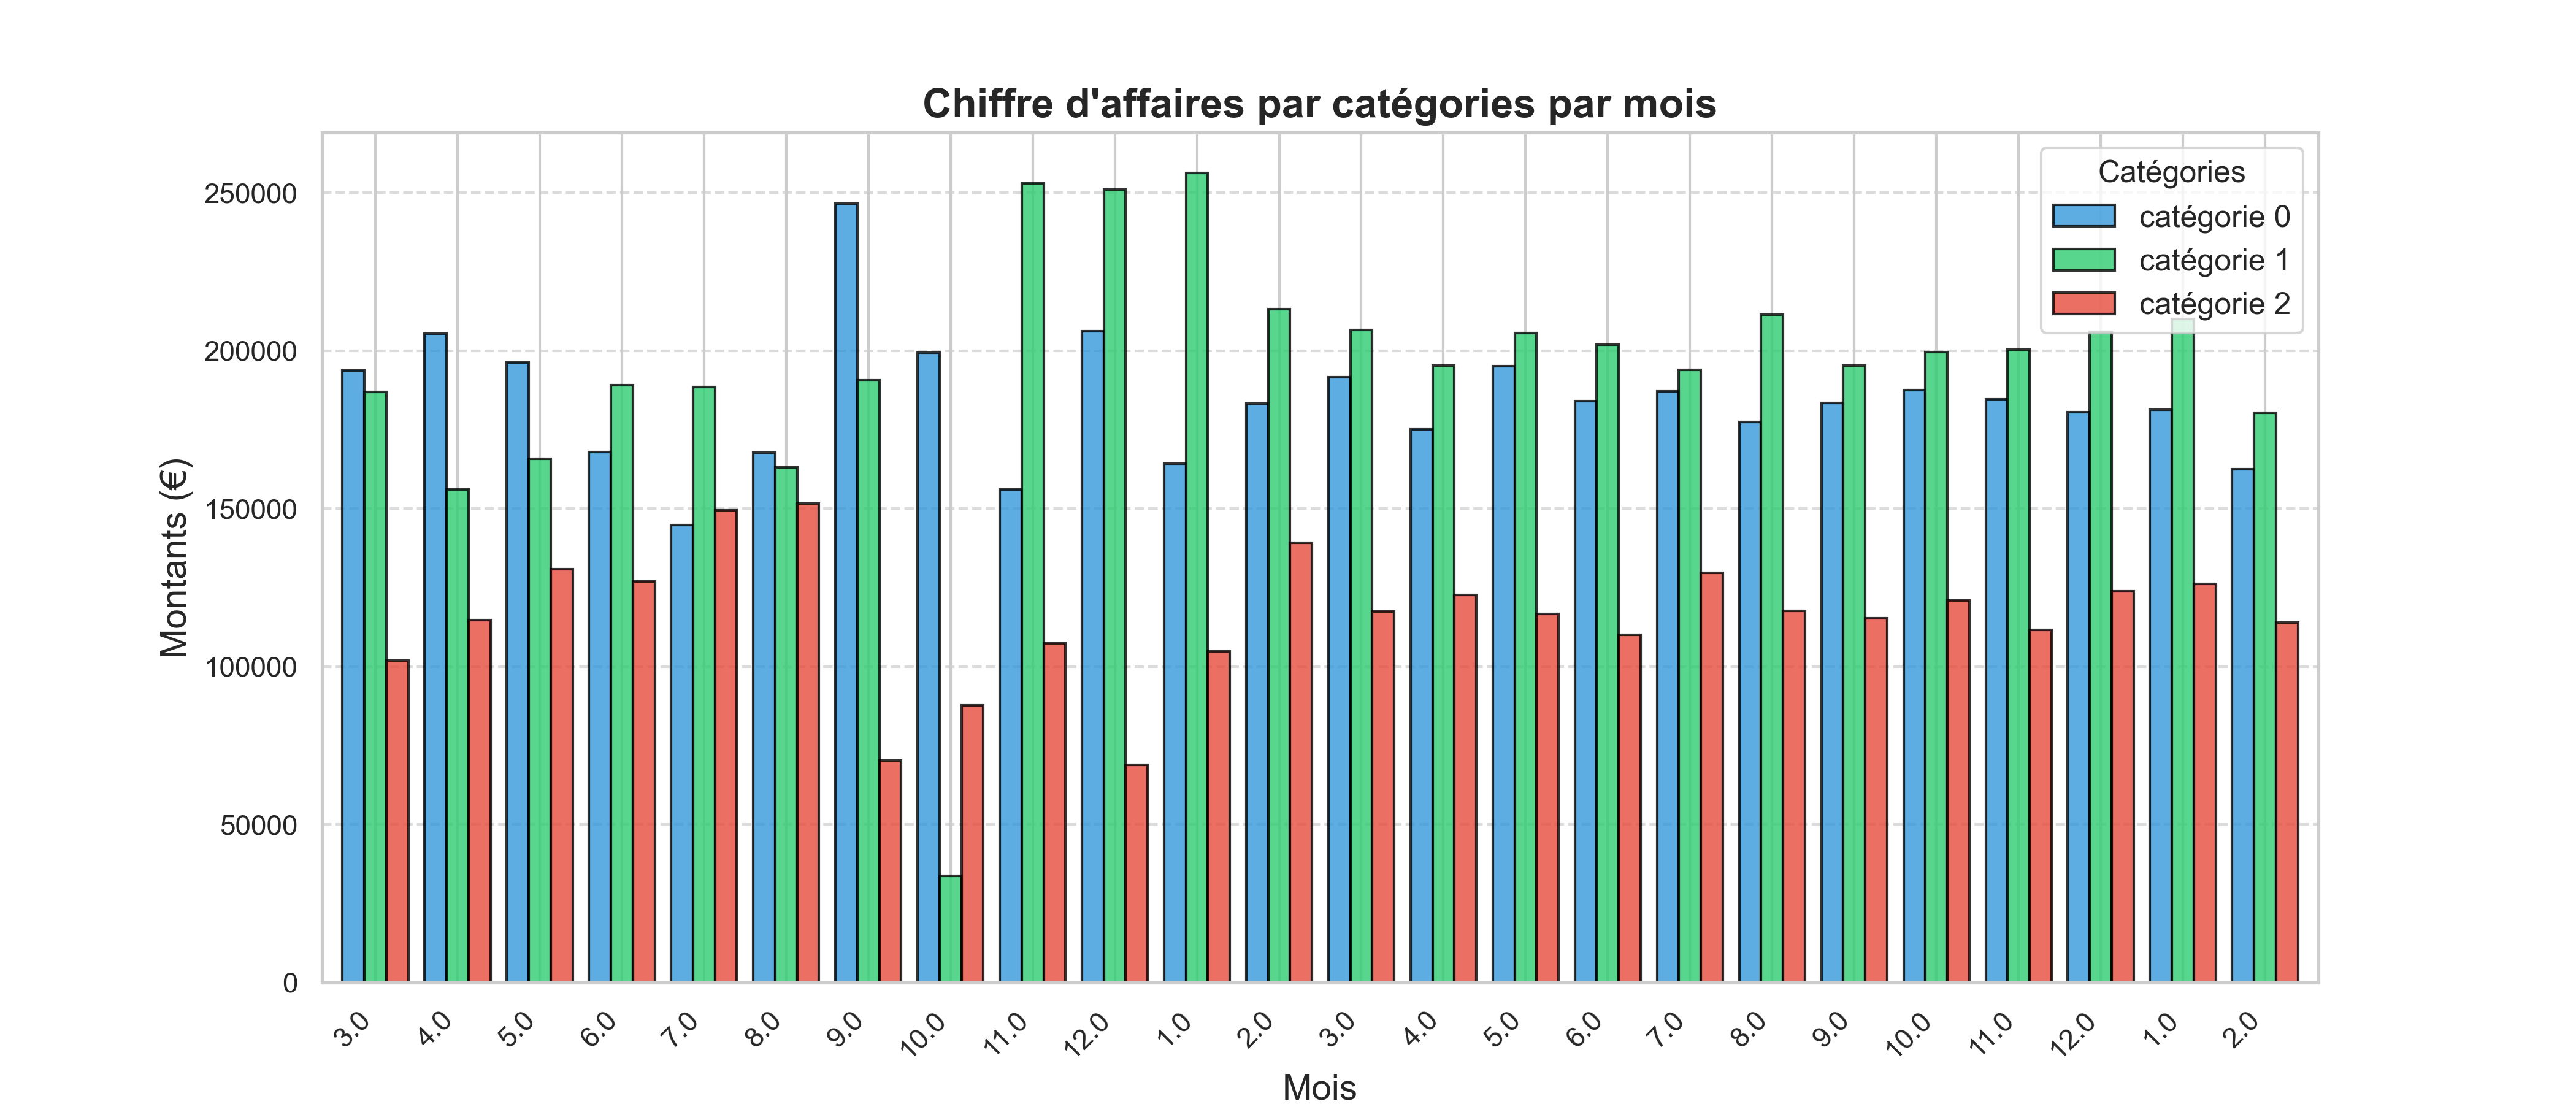 Chiffre d'affaires par catégories par mois
Catégories
catégorie 0
catégorie 1
catégorie 2
Montants (€)
250000
200000
150000
100000
50000
0
3.0 4.0 5.0 6.0 7.0 8.0 9.0 10.0 11.0 12.0 1.0 2.0 3.0 4.0 5.0 6.0 7.0 8.0 9.0 10.0 11.0 12.0 1.0 2.0
Mois